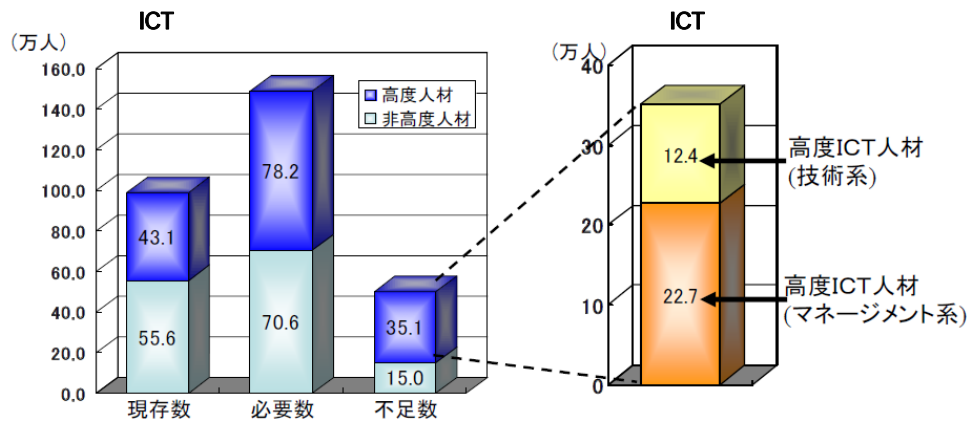 ICT
(万人)
160.0
140.0
120.0
100.0
80.0
60.0
40.0
20.0
0.0
高度人材
非高度人材
43.1
55.6
78.2
70.6
35.1
15.0
現存数
必要数
不足数
ICT
(万人)
40
30
20
10
0
12.4
22.7
高度ICT人材
(技術系)
高度ICT人材
(マネージメント系)